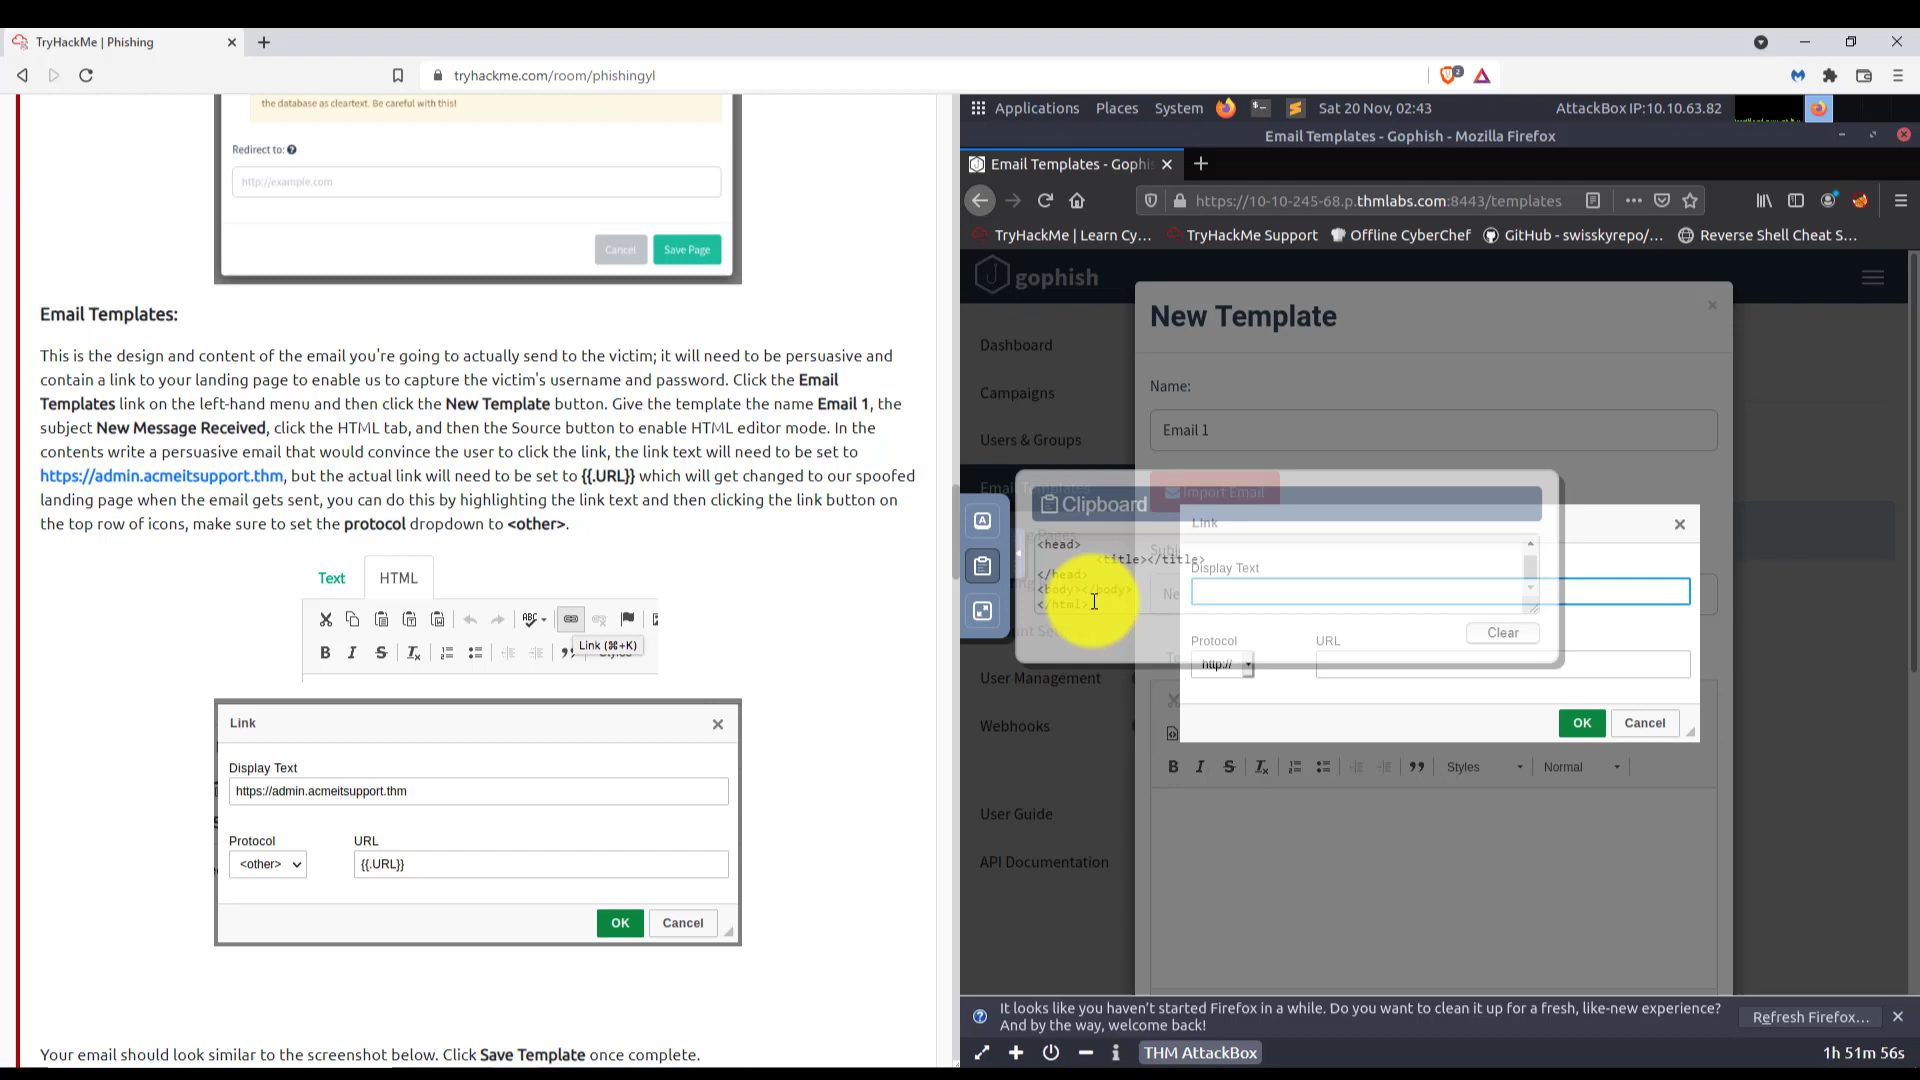 TryHackMe | Phishing
tryhackme.com/room/phishingyl
2
the database as cleartext. Be careful with this!
Redirect to:
http://example.com
Cancel
Save Page
Email Templates:
This is the design and content of the email you're going to actually send to the victim; it will need to be persuasive and
contain a link to your landing page to enable us to capture the victim's username and password. Click the Email
Templates link on the left-hand menu and then click the New Template button. Give the template the name Email 1, the
subject New Message Received, click the HTML tab, and then the Source button to enable HTML editor mode. In the
contents write a persuasive email that would convince the user to click the link, the link text will need to be set to
https://admin.acmeitsupport.thm, but the actual link will need to be set to {{.URL}} which will get changed to our spoofed
landing page when the email gets sent, you can do this by highlighting the link text and then clicking the link button on
the top row of icons, make sure to set the protocol dropdown to <other>.
Text
HTML
Link (⌘+K)
Link
Display Text
https://admin.acmeitsupport.thm
Protocol
URL
<other>
{{.URL}}
OK
Cancel
Your email should look similar to the screenshot below. Click Save Template once complete.
Applications
Places
System
Sat 20 Nov, 02:43
AttackBox IP:10.10.63.82
Email Templates - Gophish - Mozilla Firefox
Email Templates - Gophis
https://10-10-245-68.p.thmlabs.com:8443/templates
TryHackMe | Learn Cy...
TryHackMe Support
Offline CyberChef
GitHub - swisskyrepo/...
Reverse Shell Cheat S...
gophish
Dashboard
Campaigns
Users & Groups
User Management
Webhooks
User Guide
API Documentation
New Template
Name:
Email 1
Import Email
Clipboard
<head>
<title></title>
</head>
<body></body>
</html>
Clear
Link
Display Text
Protocol
URL
http://
OK
Cancel
Styles
Normal
It looks like you haven't started Firefox in a while. Do you want to clean it up for a fresh, like-new experience?
And by the way, welcome back!
Refresh Firefox...
THM AttackBox
1h 51m 56s